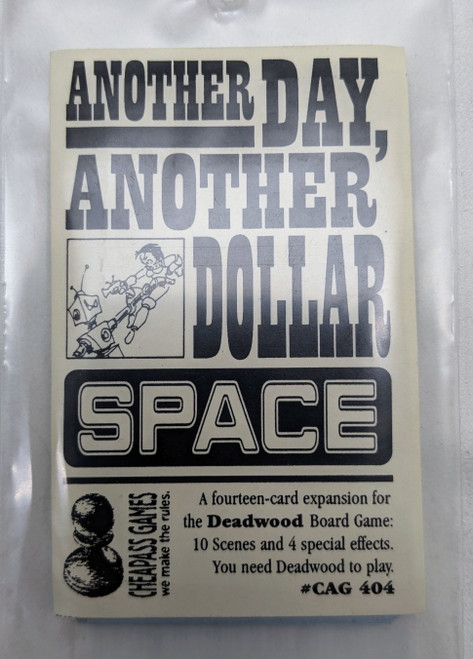 ANOTHER DAY,
ANOTHER
DOLLAR
SPACE
CHEAPASS GAMES
we make the rules.
A fourteen-card expansion for
the Deadwood Board Game:
10 Scenes and 4 special effects.
You need Deadwood to play.
#CAG 404